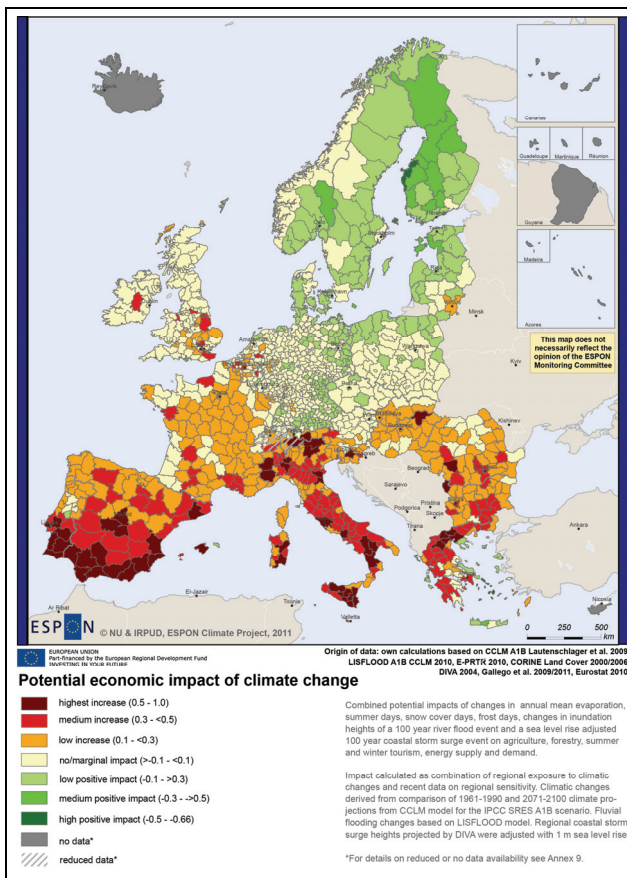 Reykjavik
Canarias
Guadeloupe
Martinique
Réunion
Guyana
Madeira
Acores
Oslo
Helsinki
Stockholm
Riga
Dublin
København
Minsk
Amsterdam
Warszawa
Kyiv
This map does not
necessarily reflect the
opinion of the ESPON
Monitoring Committee
Paris
Praha
Budapest
Kishinev
Zagreb
Beograd
Sarajevo
Pristina
Podgorica
Skopje
Tirana
Ankara
El-Jazair
Tunis
Ar Ribat
Valletta
Nicosia
ESPON
© NU & IRPUD, ESPON Climate Project, 2011
0 250 500
km
EUROPEAN UNION
Part-financed by the European Regional Development Fund
INVESTING IN YOUR FUTURE
Origin of data: own calculations based on CCLM A1B Lautenschlager et al. 2009
LISFLOOD A1B CCLM 2010, E-PRTR 2010, CORINE Land Cover 2000/2006
DIVA 2004, Gallego et al. 2009/2011, Eurostat 2010
Potential economic impact of climate change
highest increase (0.5 - 1.0)
medium increase (0.3 - <0.5)
low increase (0.1 - <0.3)
no/marginal impact (>-0.1 - <0.1)
low positive impact (-0.1 - >0.3)
medium positive impact (-0.3 - ->0.5)
high positive impact (-0.5 - -0.66)
no data*
reduced data*
Combined potential impacts of changes in annual mean evaporation,
summer days, snow cover days, frost days, changes in inundation
heights of a 100 year river flood event and a sea level rise adjusted
100 year coastal storm surge event on agriculture, forestry, summer
and winter tourism, energy supply and demand.
Impact calculated as combination of regional exposure to climatic
changes and recent data on regional sensitivity. Climatic changes
derived from comparison of 1961-1990 and 2071-2100 climate pro-
jections from CCLM model for the IPCC SRES A1B scenario. Fluvial
flooding changes based on LISFLOOD model. Regional coastal storm
surge heights projected by DIVA were adjusted with 1 m sea level rise
*For details on reduced or no data availability see Annex 9.